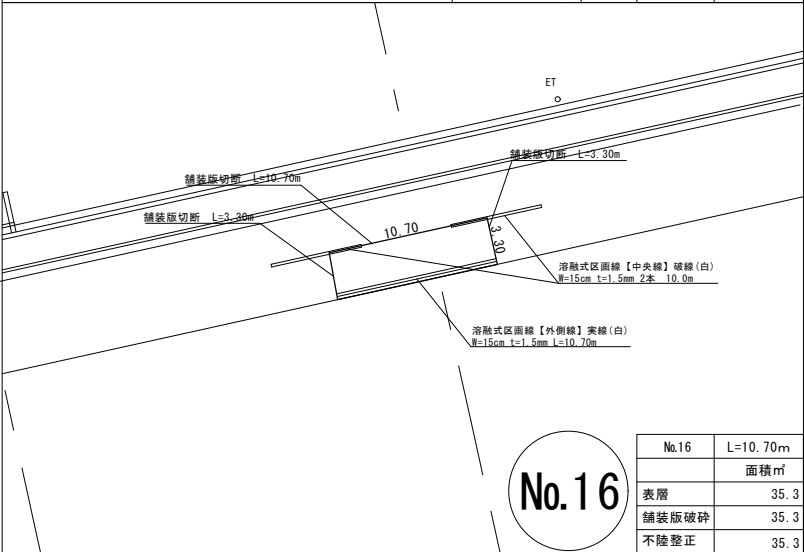 ET
舗装版切断 L=3.30m
舗装版切断 L=10.70m
舗装版切断 L=3.30m
10.70
3.30
溶融式区画線【中央線】破線(白)
W=15cm t=1.5mm 2本 10.0m
溶融式区画線【外側線】実線(白)
W=15cm t=1.5mm L=10.70m
No.16
No.16 L=10.70m
面積㎡
表層 35.3
舗装版破砕 35.3
不陸整正 35.3